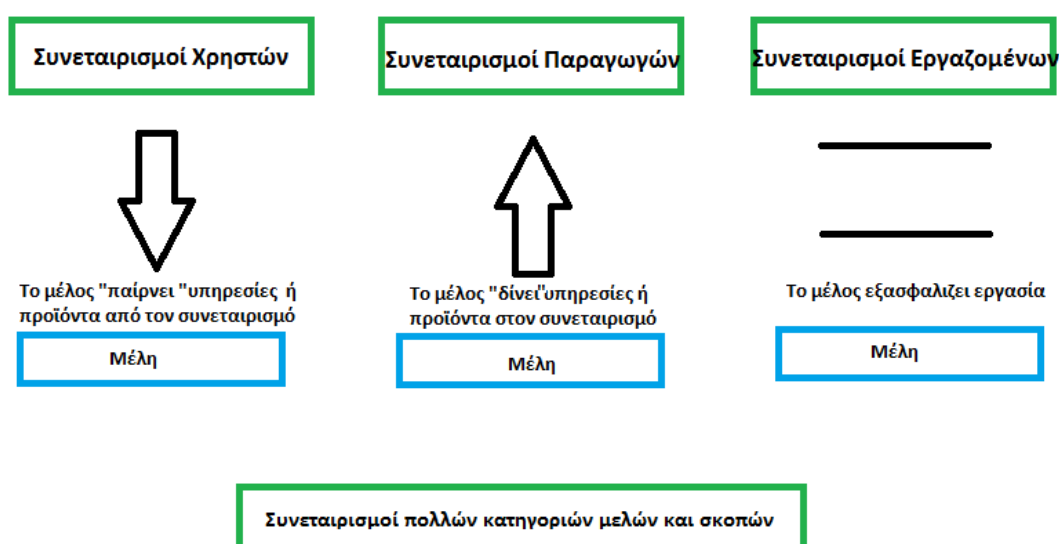 Συνεταιρισμοί Χρηστών
Συνεταιρισμοί Παραγωγών
Συνεταιρισμοί Εργαζομένων
Το μέλος "παίρνει "υπηρεσίες ή
προϊόντα από τον συνεταιρισμό
Μέλη
Το μέλος "δίνει"υπηρεσίες ή
προϊόντα στον συνεταιρισμό
Μέλη
Το μέλος εξασφαλιζει εργασία
Μέλη
Συνεταιρισμοί πολλών κατηγοριών μελών και σκοπών